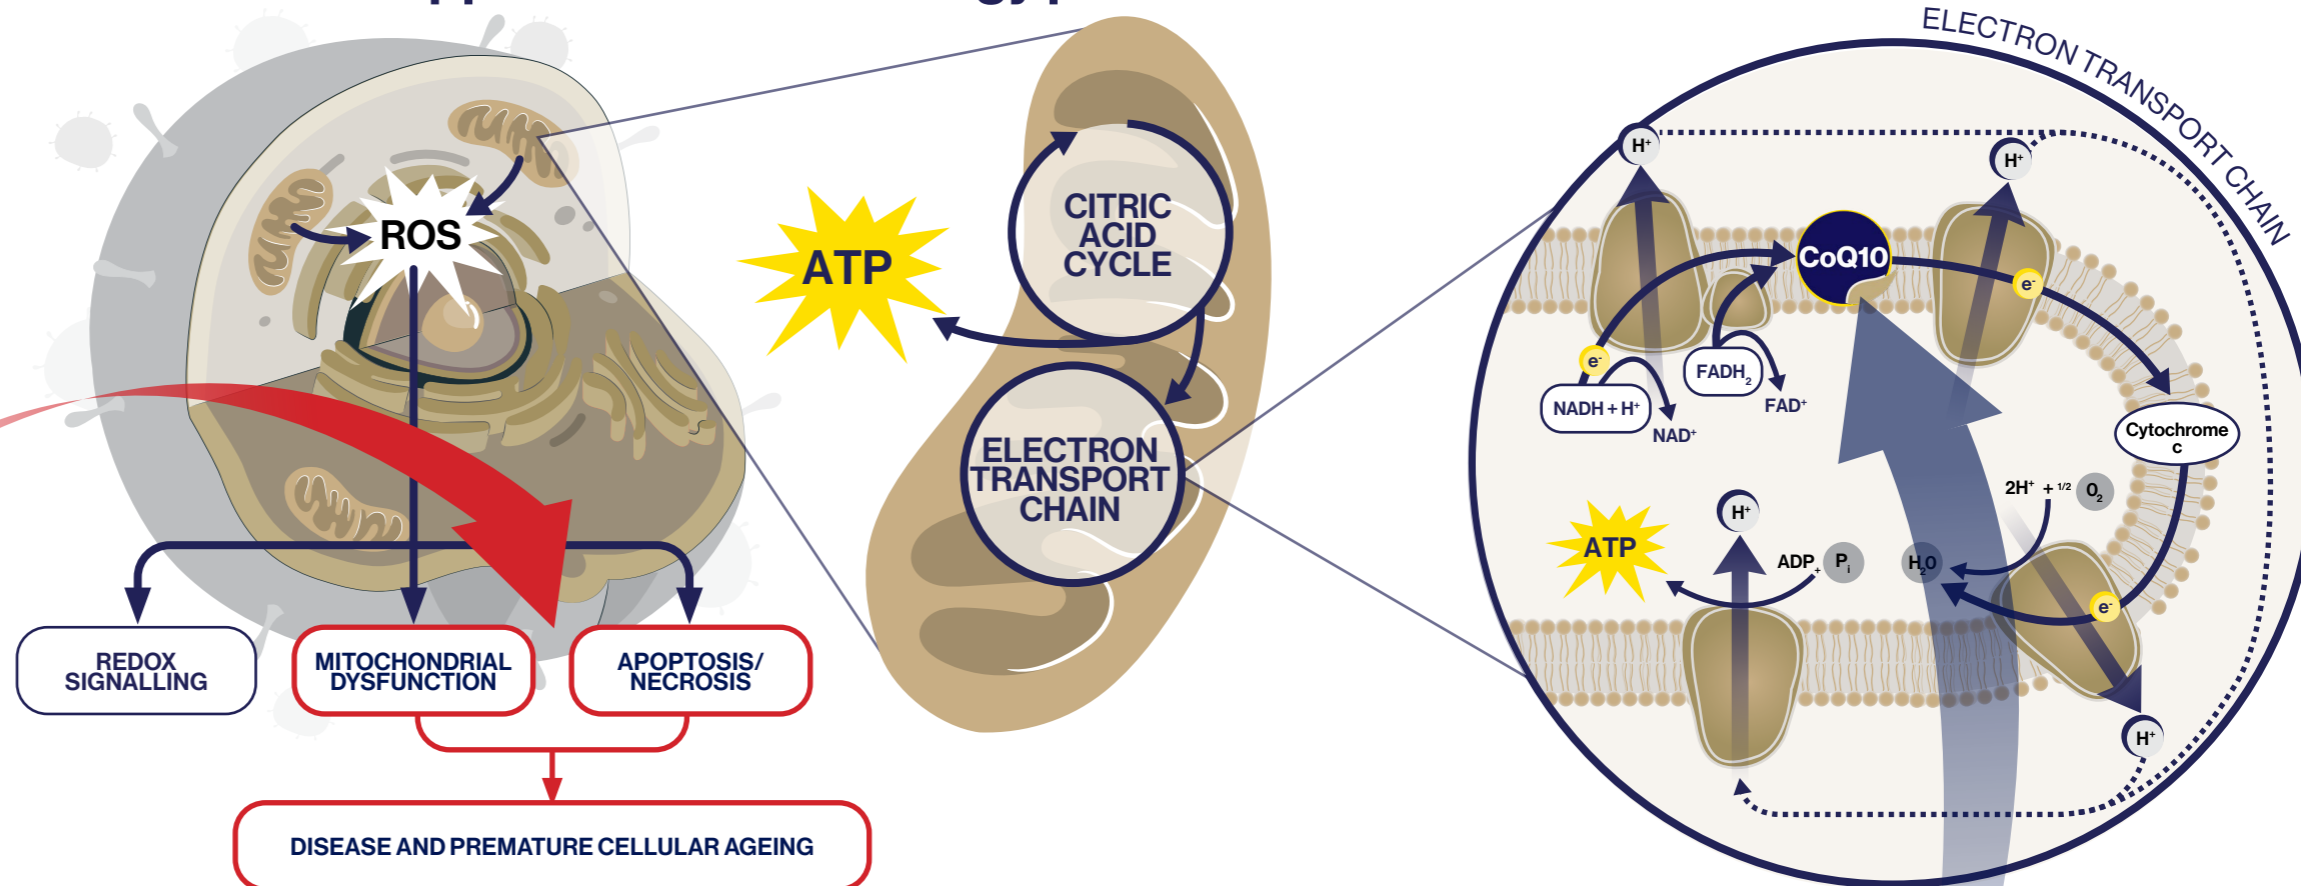 ROS
REDOX
SIGNALLING
MITOCHONDRIAL
DYSFUNCTION
APOPTOSIS/
NECROSIS
DISEASE AND PREMATURE CELLULAR AGEING
ATP
CITRIC
ACID
CYCLE
ELECTRON
TRANSPORT
CHAIN
ELECTRON TRANSPORT CHAIN
H⁺
H⁺
CoQ10
e⁻
e⁻
NADH + H⁺
NAD⁺
FADH₂
FAD⁺
Cytochrome
c
2H⁺ + 1/2 O₂
H₂O
e⁻
ATP
H⁺
ADP + Pᵢ
H⁺